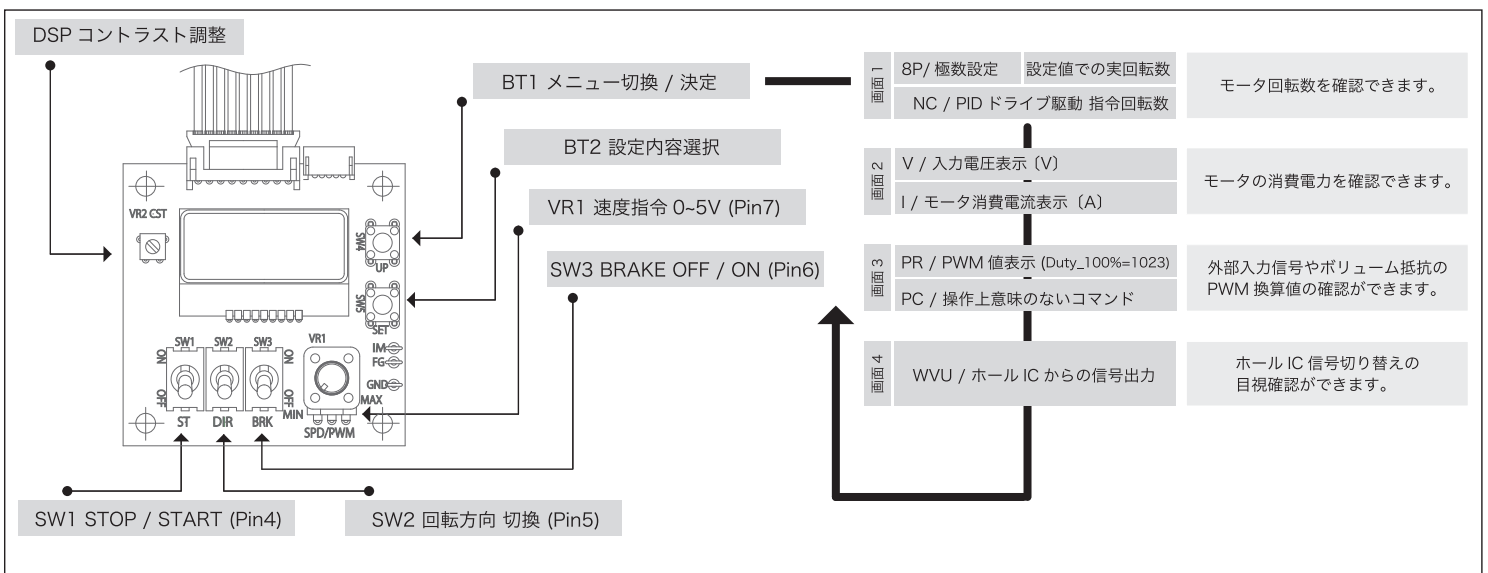 DSP コントラスト調整
BT1 メニュー切換 / 決定
BT2 設定内容選択
VR1 速度指令 0~5V (Pin7)
SW3 BRAKE OFF / ON (Pin6)
VR2 CST
SW4
UP
SW5
SET
IM
FG
GND
SW1
SW2
SW3
VR1
ON
ON
OFF
OFF
MIN
MAX
ST
DIR
BRK
SPD/PWM
SW1 STOP / START (Pin4)
SW2 回転方向 切換 (Pin5)
画面 1
8P/ 極数設定
設定値での実回転数
NC / PID ドライブ駆動 指令回転数
モータ回転数を確認できます。
画面 2
V / 入力電圧表示〔V〕
I / モータ消費電流表示〔A〕
モータの消費電力を確認できます。
画面 3
PR / PWM 値表示 (Duty_100%=1023)
PC / 操作上意味のないコマンド
外部入力信号やボリューム抵抗の
PWM 換算値の確認ができます。
画面 4
WVU / ホール IC からの信号出力
ホール IC 信号切り替えの
目視確認ができます。